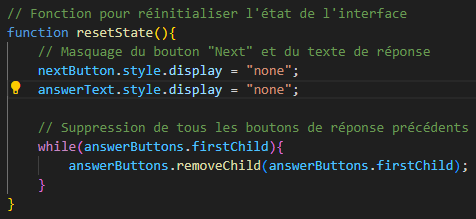 // Fonction pour réinitialiser l'état de l'interface
function resetState(){
// Masquage du bouton "Next" et du texte de réponse
nextButton.style.display = "none";
answerText.style.display = "none";
// Suppression de tous les boutons de réponse précédents
while(answerButtons.firstChild){
answerButtons.removeChild(answerButtons.firstChild);
}
}